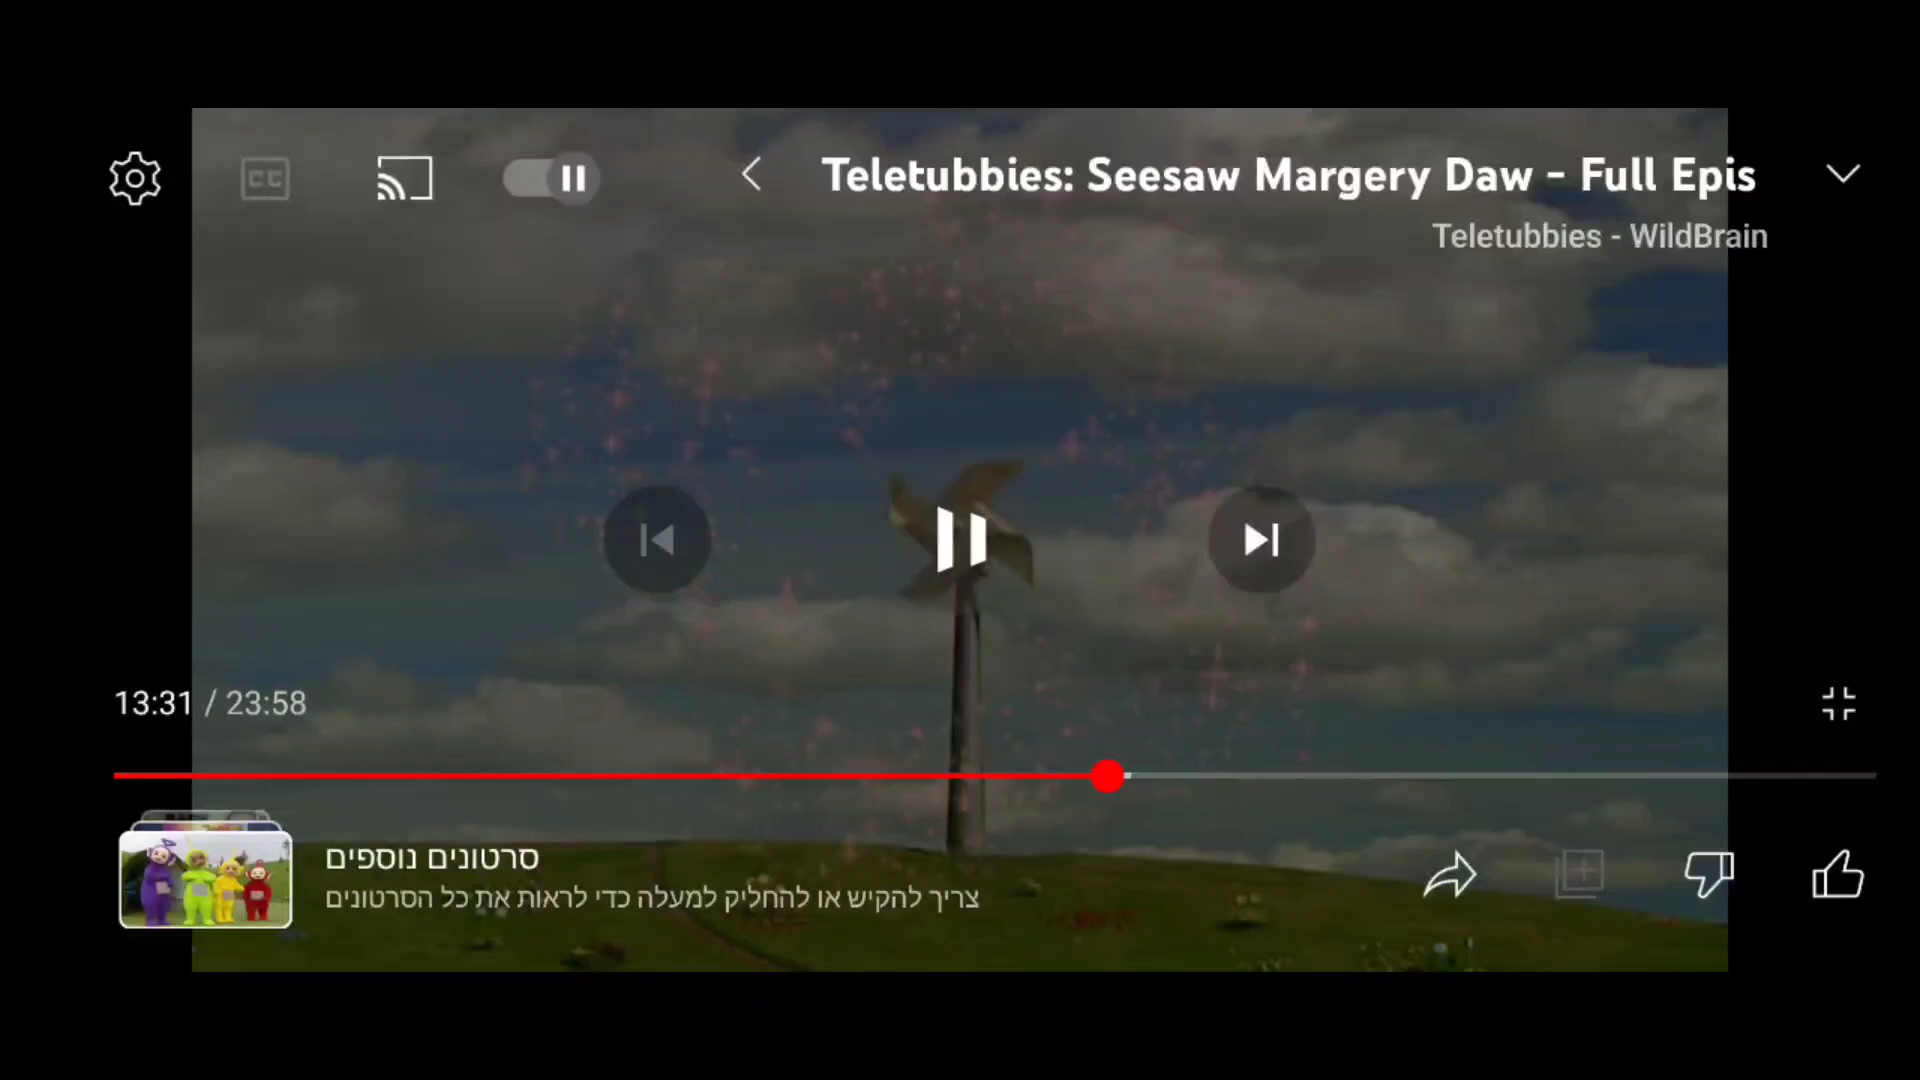 CC
Teletubbies: Seesaw Margery Daw - Full Epis
Teletubbies - WildBrain
13:31 / 23:58
סרטונים נוספים
צריך להקיש או להחליק למעלה כדי לראות את כל הסרטונים